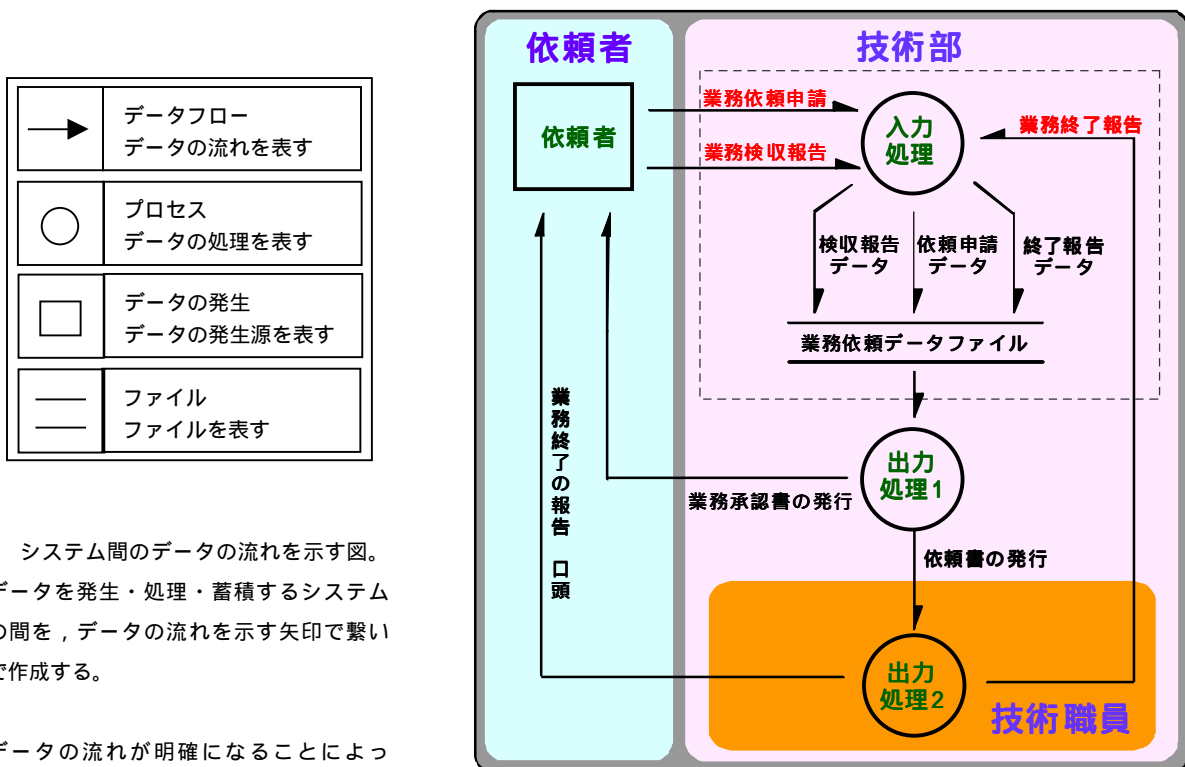 データフロー
データの流れを表す
プロセス
データの処理を表す
データの発生
データの発生源を表す
ファイル
ファイルを表す
システム間のデータの流れを示す図。
データを発生・処理・蓄積するシステム
の間を，データの流れを示す矢印で繋い
で作成する。
データの流れが明確になることによっ
依頼者
技術部
依頼者
業務依頼申請
業務検収報告
入力
処理
業務終了報告
検収報告
データ
依頼申請
データ
終了報告
データ
業務依頼データファイル
業務終了の報告 口頭
出力
処理1
業務承認書の発行
依頼書の発行
出力
処理2
技術職員